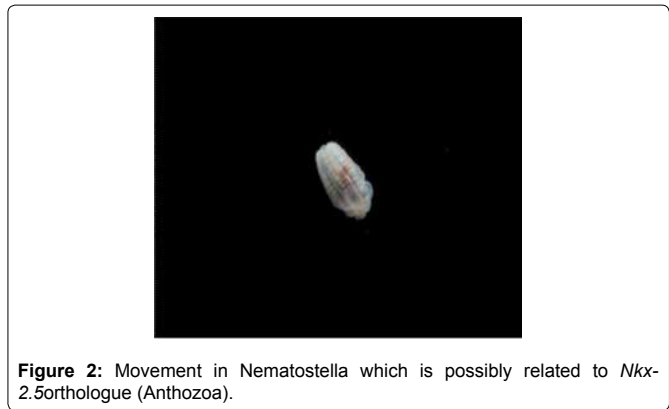 Figure 2: Movement in Nematostella which is possibly related to Nkx-
2.5orthologue (Anthozoa).